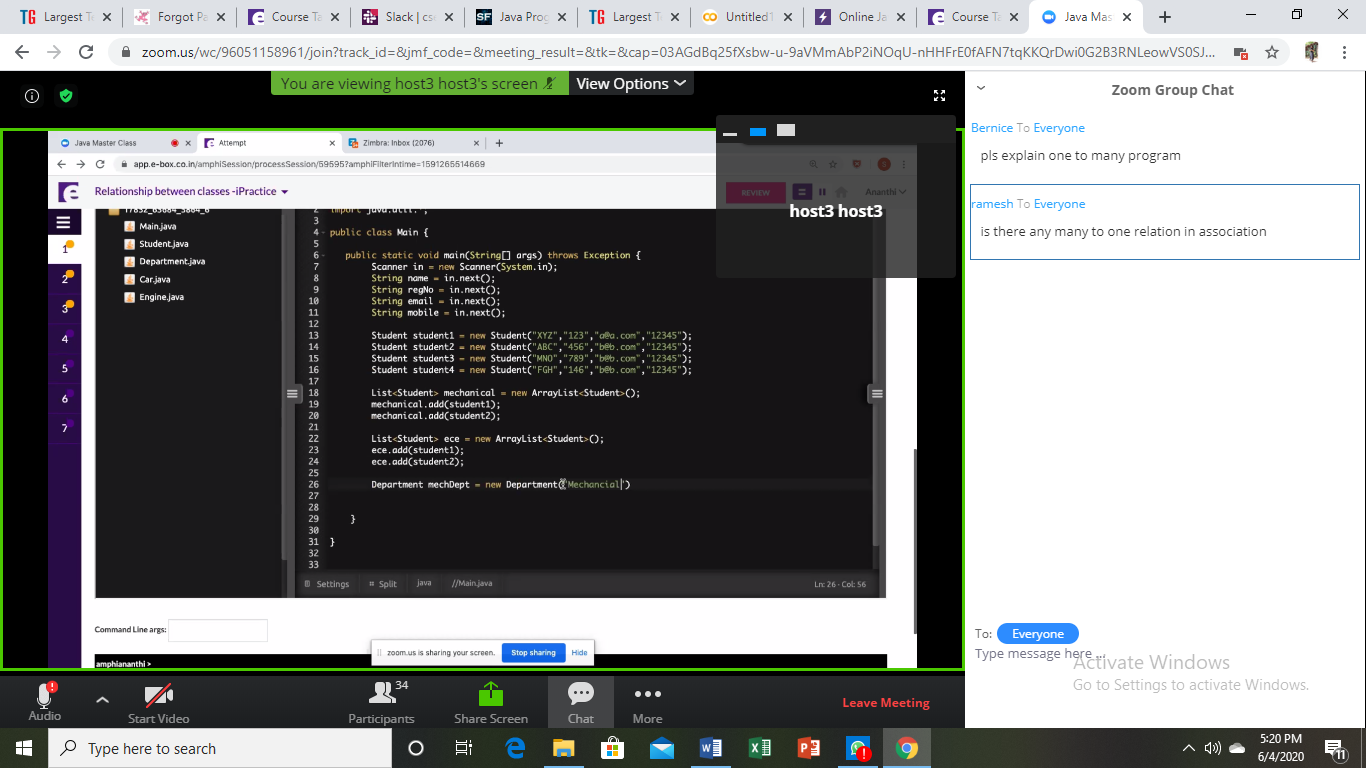 Largest T
Forgot Pa
Course Ta
Slack | cs
Java Prog
Largest T
Untitled1
Online Ja
Course Ta
Java Mas
zoom.us/wc/96051158961/join?track_id=&jmf_code=&meeting_result=&tk=&cap=03AGdBq25fXsbw-u-9aVMmAbP2iNOqU-nHHFrE0fAFN7tqKKQrDwi0G2B3RNLeowVS0SJ...
You are viewing host3 host3's screen
View Options
Java Master Class
Attempt
Zimbra: Inbox (2076)
app.e-box.co.in/amphiSession/processSession/59595?amphiFilterIntime=1591265514669
Relationship between classes -iPractice
REVIEW
Ananthi
host3 host3
17832_63684_3864_6
Main.java
Student.java
Department.java
Car.java
Engine.java
1
2
3
4
5
6
7
2 import java.util.*;
3
4 public class Main {
5
6 public static void main(String[] args) throws Exception {
7 Scanner in = new Scanner(System.in);
8 String name = in.next();
9 String regNo = in.next();
10 String email = in.next();
11 String mobile = in.next();
12
13 Student student1 = new Student("XYZ","123","a@a.com","12345");
14 Student student2 = new Student("ABC","456","b@b.com","12345");
15 Student student3 = new Student("MNO","789","b@b.com","12345");
16 Student student4 = new Student("FGH","146","b@b.com","12345");
17
18 List<Student> mechanical = new ArrayList<Student>();
19 mechanical.add(student1);
20 mechanical.add(student2);
21
22 List<Student> ece = new ArrayList<Student>();
23 ece.add(student1);
24 ece.add(student2);
25
26 Department mechDept = new Department("Mechancial")
27
28
29 }
30
31 }
32
33
Settings
Split
java
//Main.java
Ln: 26 - Col: 56
Command Line args:
zoom.us is sharing your screen.
Stop sharing
Hide
amphiananthi >
Zoom Group Chat
Bernice To Everyone
pls explain one to many program
ramesh To Everyone
is there any many to one relation in association
To: Everyone
Type message here ...
Activate Windows
Go to Settings to activate Windows.
Audio
Start Video
34
Participants
Share Screen
Chat
More
Leave Meeting
Type here to search
5:20 PM
6/4/2020
11